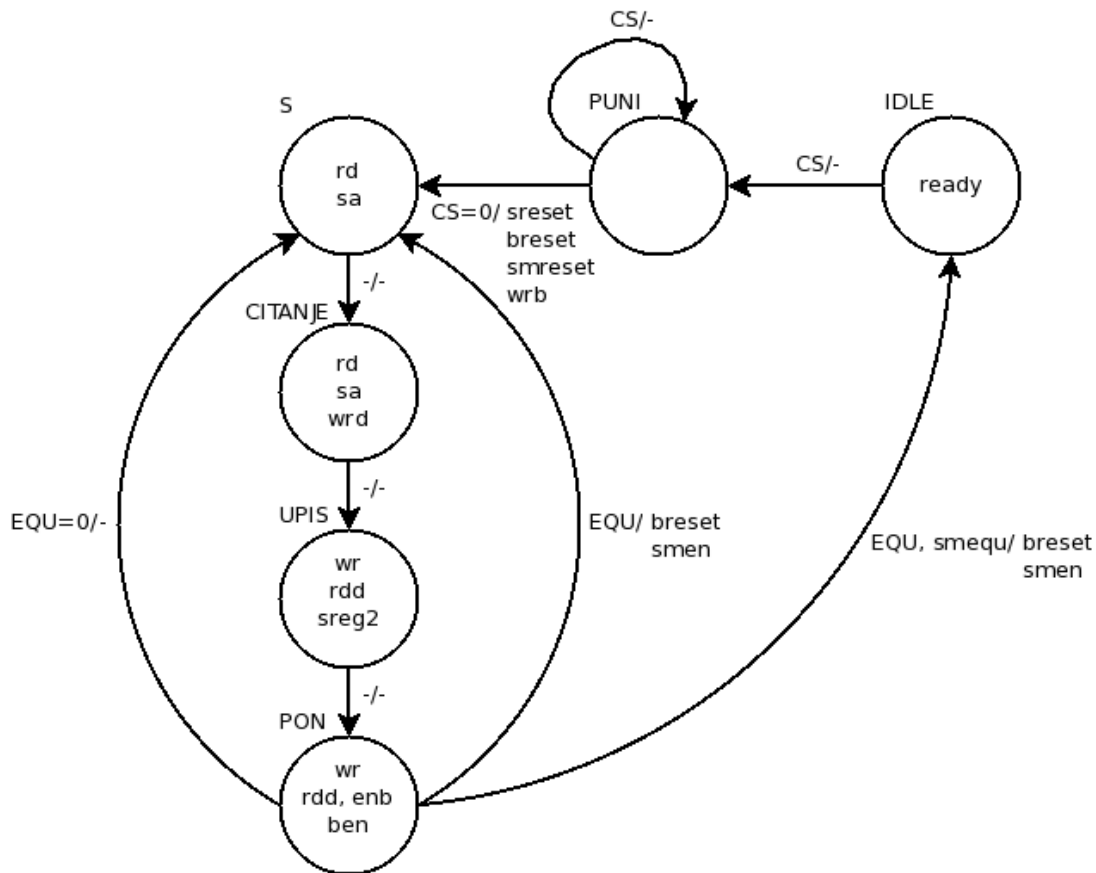 CS/-
S
PUNI
IDLE
rd
sa
CS/-
ready
CS=0/ sreset
breset
smreset
wrb
-/-
CITANJE
rd
sa
wrd
-/-
UPIS
EQU=0/-
EQU/ breset
smen
EQU, smequ/ breset
smen
wr
rdd
sreg2
-/-
PON
wr
rdd, enb
ben